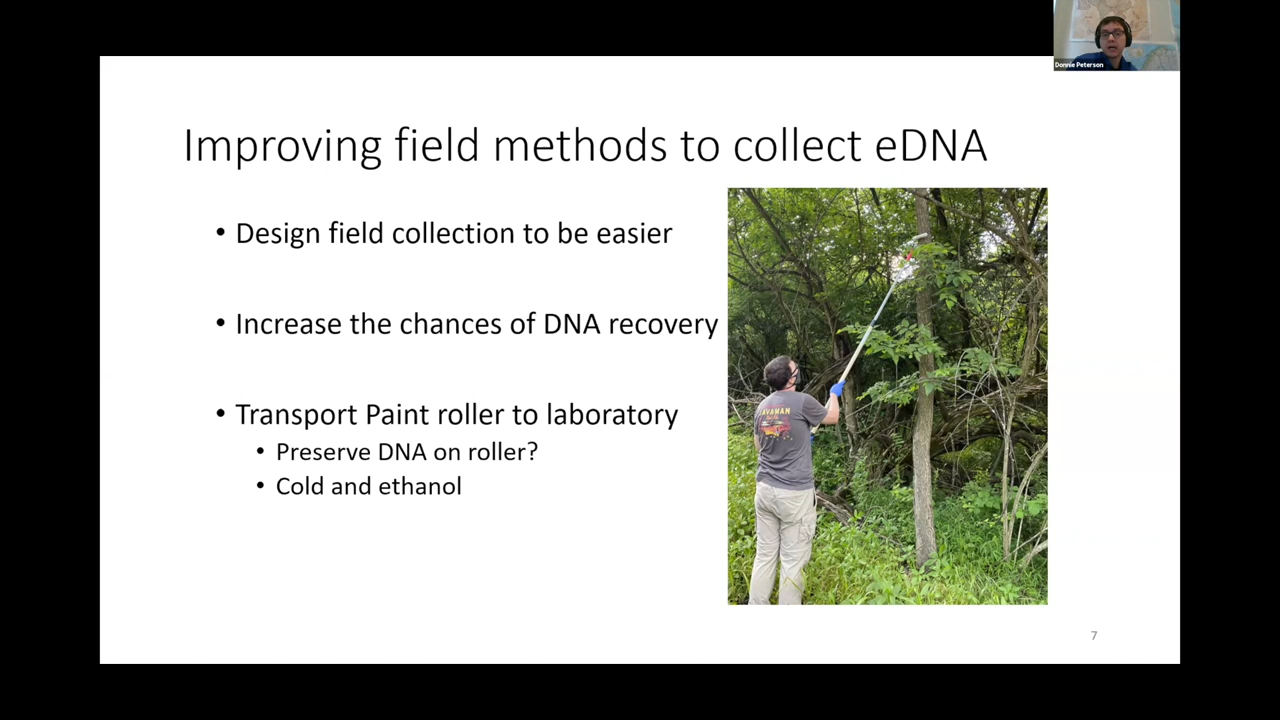 Donnie Peterson
Improving field methods to collect eDNA
• Design field collection to be easier
• Increase the chances of DNA recovery
• Transport Paint roller to laboratory
• Preserve DNA on roller?
• Cold and ethanol
7